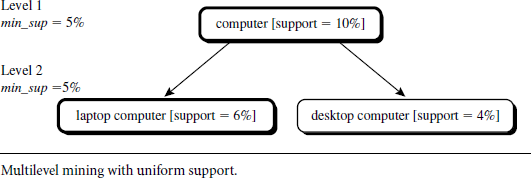 Level 1
min_sup = 5%
computer [support = 10%]
Level 2
min_sup =5%
laptop computer [support = 6%]
desktop computer [support = 4%]
Multilevel mining with uniform support.